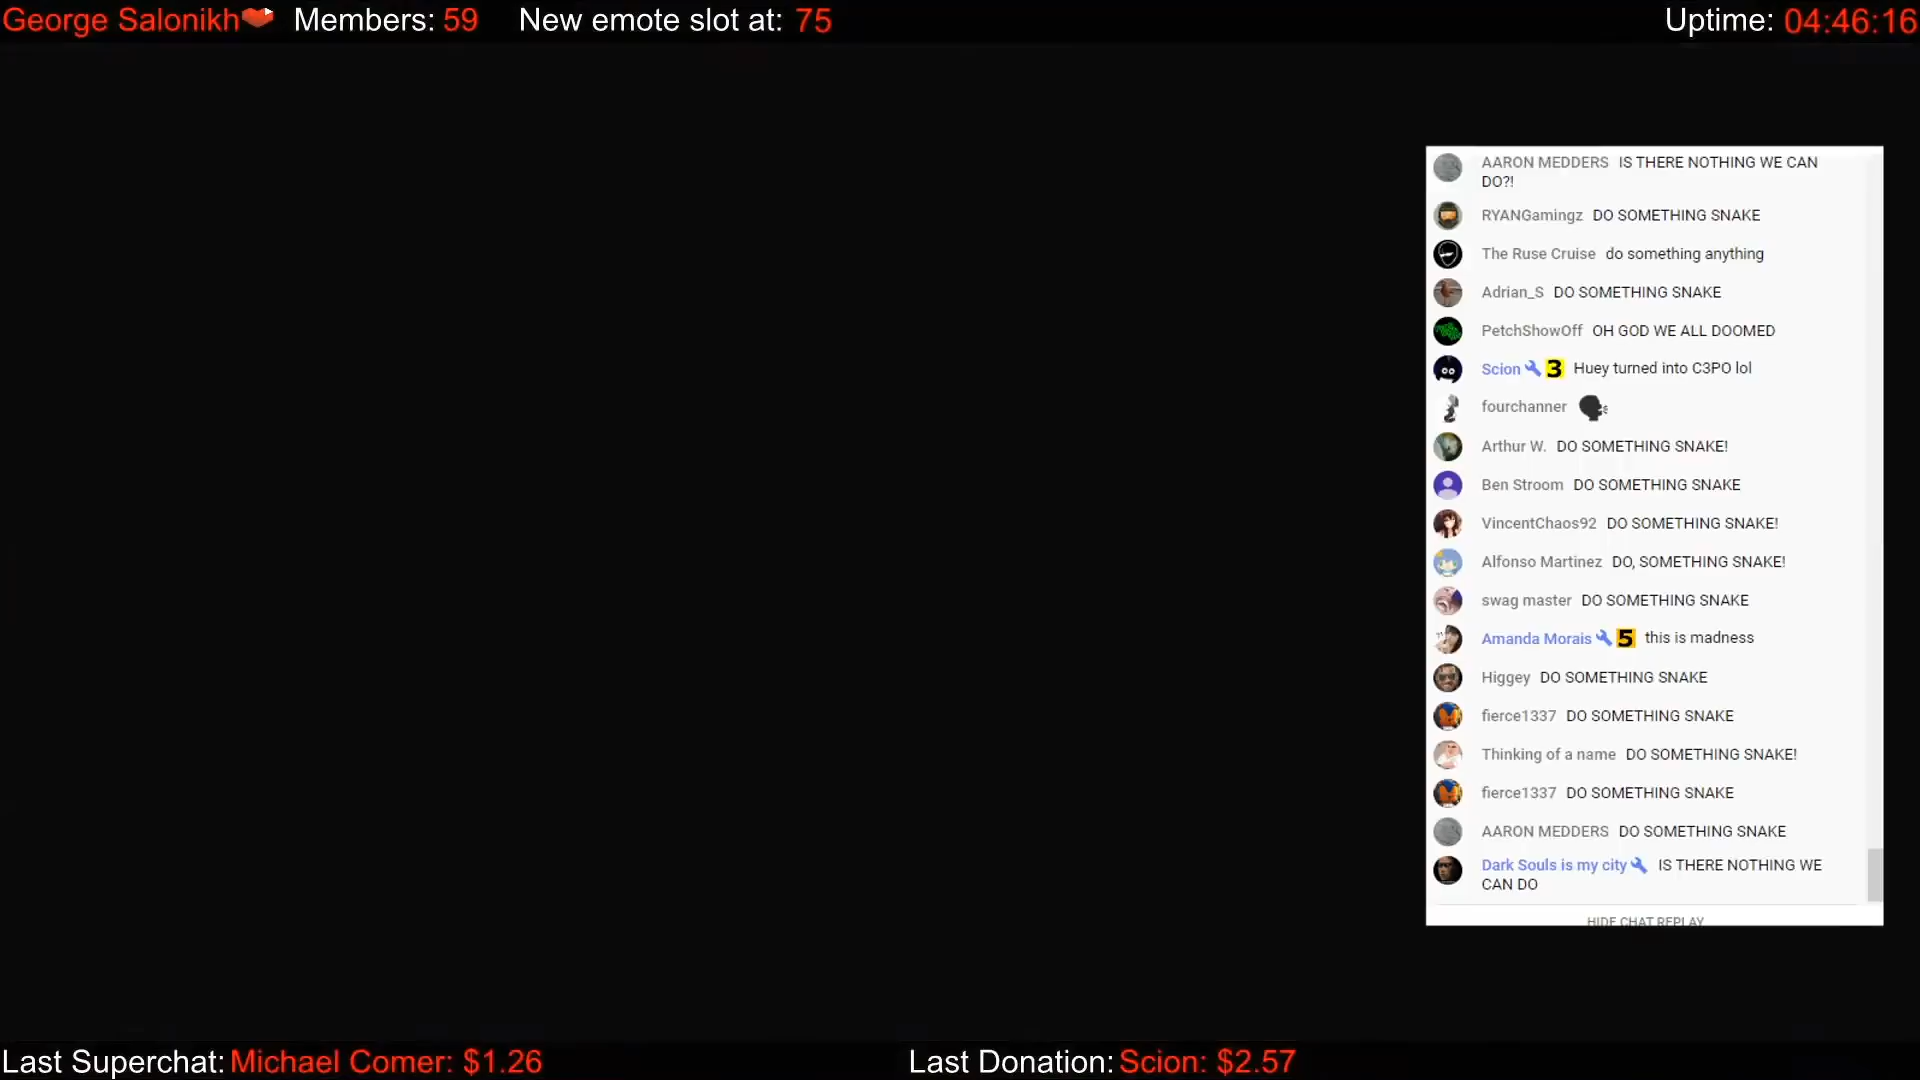 George Salonikh Members: 59 New emote slot at: 75 Uptime: 04:46:16
AARON MEDDERS IS THERE NOTHING WE CAN
DO?!
RYANGamingz DO SOMETHING SNAKE
The Ruse Cruise do something anything
Adrian_S DO SOMETHING SNAKE
PetchShowOff OH GOD WE ALL DOOMED
Scion 3 Huey turned into C3PO lol
fourchanner
Arthur W. DO SOMETHING SNAKE!
Ben Stroom DO SOMETHING SNAKE
VincentChaos92 DO SOMETHING SNAKE!
Alfonso Martinez DO, SOMETHING SNAKE!
swag master DO SOMETHING SNAKE
Amanda Morais 5 this is madness
Higgey DO SOMETHING SNAKE
fierce1337 DO SOMETHING SNAKE
Thinking of a name DO SOMETHING SNAKE!
fierce1337 DO SOMETHING SNAKE
AARON MEDDERS DO SOMETHING SNAKE
Dark Souls is my city IS THERE NOTHING WE
CAN DO
HIDE CHAT REPLAY
Last Superchat: Michael Comer: $1.26 Last Donation: Scion: $2.57